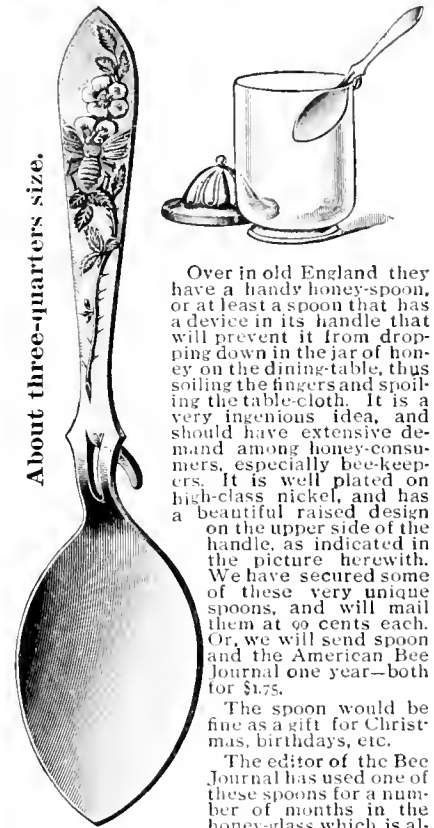 About three-quarters size.
Over in old England they
have a handy honey-spoon,
or at least a spoon that has
a device in its handle that
will prevent it from drop-
ping down in the jar of hon-
ey on the dining-table, thus
soiling the fingers and spoil-
ing the table-cloth. It is a
very ingenious idea, and
should have extensive de-
mand among honey-consu-
mers, especially bee-keep-
ers. It is well plated on
high-class nickel, and has
a beautiful raised design
on the upper side of the
handle, as indicated in
the picture herewith.
We have secured some
of these very unique
spoons, and will mail
them at 90 cents each.
Or, we will send spoon
and the American Bee
Journal one year—both
for $1.75.
The spoon would be
fine as a gift for Christ-
mas, birthdays, etc.
The editor of the Bee
Journal has used one of
these spoons for a num-
ber of months in the
honey-glass which is al-